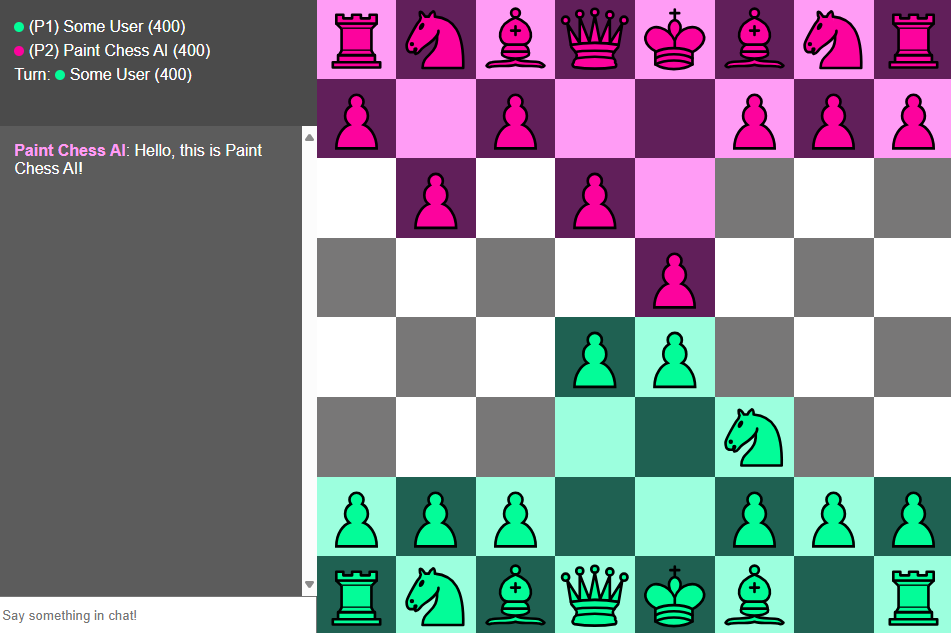 (P1) Some User (400)
(P2) Paint Chess AI (400)
Turn: Some User (400)
Paint Chess AI: Hello, this is Paint
Chess AI!
Say something in chat!